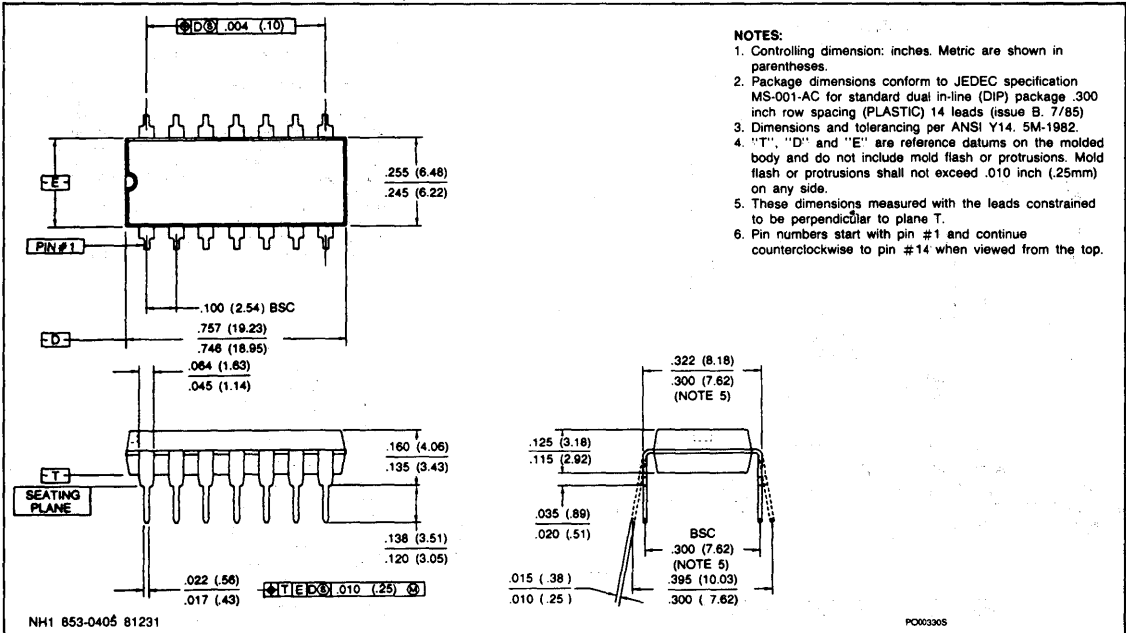 ⌖ D Ⓢ .004 (.10)
NOTES:
1. Controlling dimension: inches. Metric are shown in
parentheses.
2. Package dimensions conform to JEDEC specification
MS-001-AC for standard dual in-line (DIP) package .300
inch row spacing (PLASTIC) 14 leads (issue B. 7/85)
3. Dimensions and tolerancing per ANSI Y14. 5M-1982.
4. "T", "D" and "E" are reference datums on the molded
body and do not include mold flash or protrusions. Mold
flash or protrusions shall not exceed .010 inch (.25mm)
on any side.
5. These dimensions measured with the leads constrained
to be perpendicular to plane T.
6. Pin numbers start with pin #1 and continue
counterclockwise to pin #14 when viewed from the top.
-E-
.255 (6.48)
.245 (6.22)
PIN#1
.100 (2.54) BSC
-D-
.757 (19.23)
.746 (18.95)
.064 (1.63)
.045 (1.14)
.160 (4.06)
.135 (3.43)
-T-
SEATING
PLANE
.138 (3.51)
.120 (3.05)
.022 (.56)
.017 (.43)
⌖ T E D Ⓢ .010 (.25) Ⓜ
.322 (8.18)
.300 (7.62)
(NOTE 5)
.125 (3.18)
.115 (2.92)
.035 (.89)
.020 (.51)
BSC
.300 (7.62)
(NOTE 5)
.395 (10.03)
.300 ( 7.62)
.015 ( .38)
.010 (.25 )
NH1 853-0405 81231
PO00330S